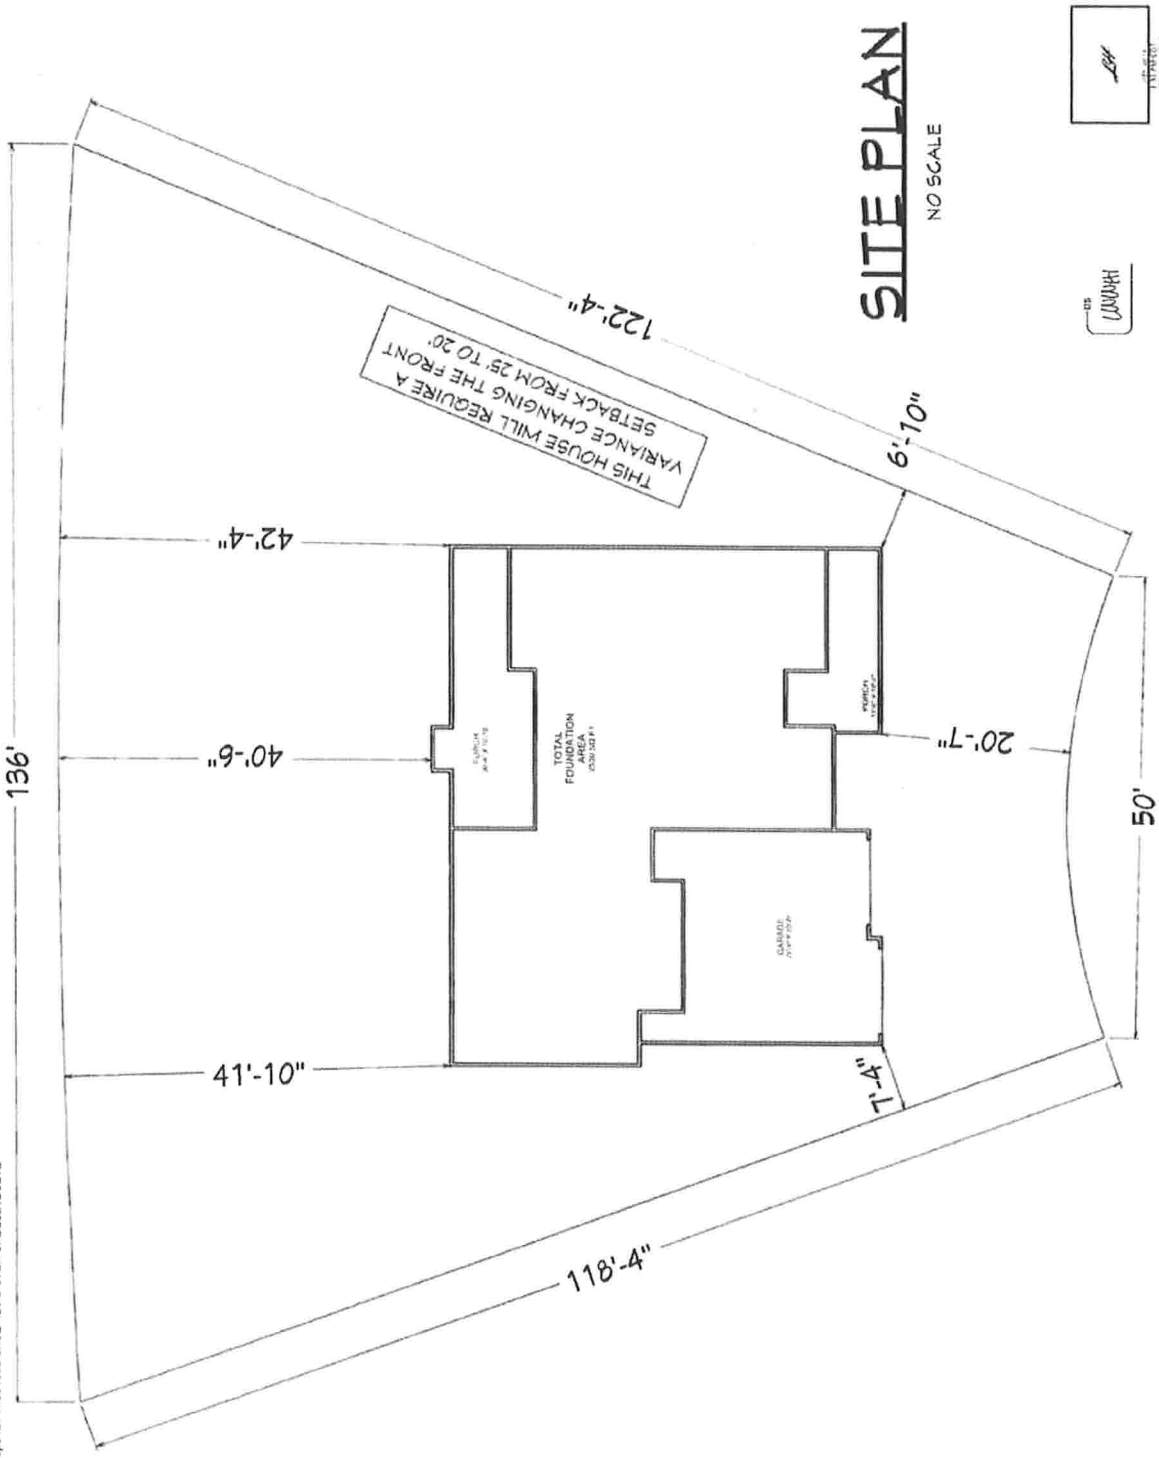 136'
42'-4"
40'-6"
41'-10"
122'-4"
118'-4"
THIS HOUSE WILL REQUIRE A
VARIANCE CHANGING THE FRONT
SETBACK FROM 25' TO 20'
PORCH
TOTAL
FOUNDATION
AREA
PORCH
GARAGE
6'-10"
20'-7"
7'-4"
50'
SITE PLAN
NO SCALE
DS